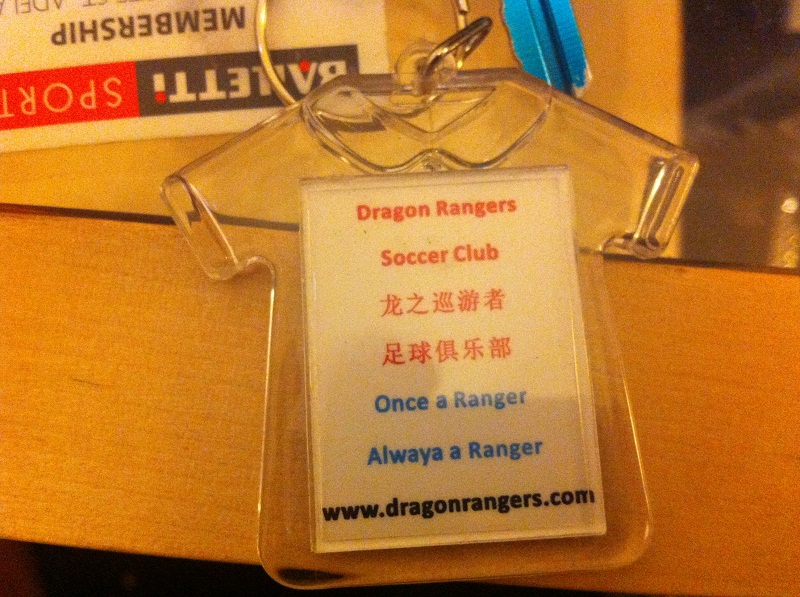 Dragon Rangers
Soccer Club
龙之巡游者
足球俱乐部
Once a Ranger
Alwaya a Ranger
www.dragonrangers.com
BAILETTI SPORT
MEMBERSHIP